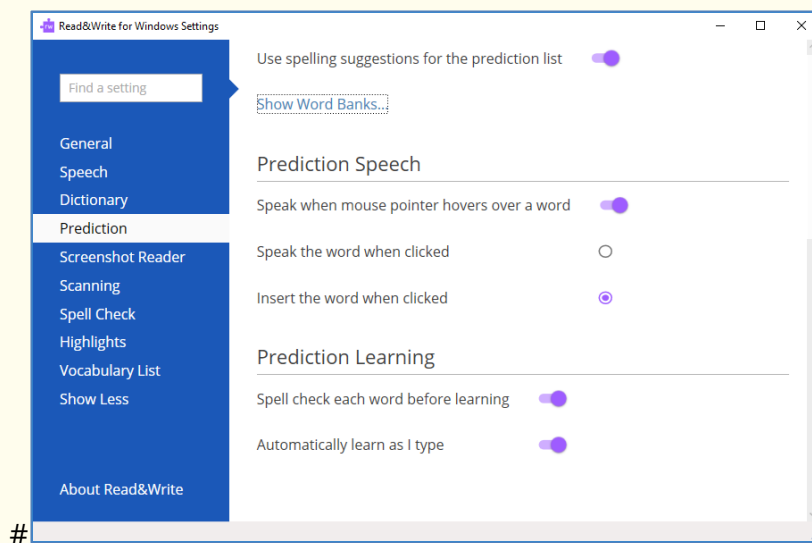 Read&Write for Windows Settings
Find a setting
General
Speech
Dictionary
Prediction
Screenshot Reader
Scanning
Spell Check
Highlights
Vocabulary List
Show Less
About Read&Write
Use spelling suggestions for the prediction list
Show Word Banks...
Prediction Speech
Speak when mouse pointer hovers over a word
Speak the word when clicked
Insert the word when clicked
Prediction Learning
Spell check each word before learning
Automatically learn as I type
#